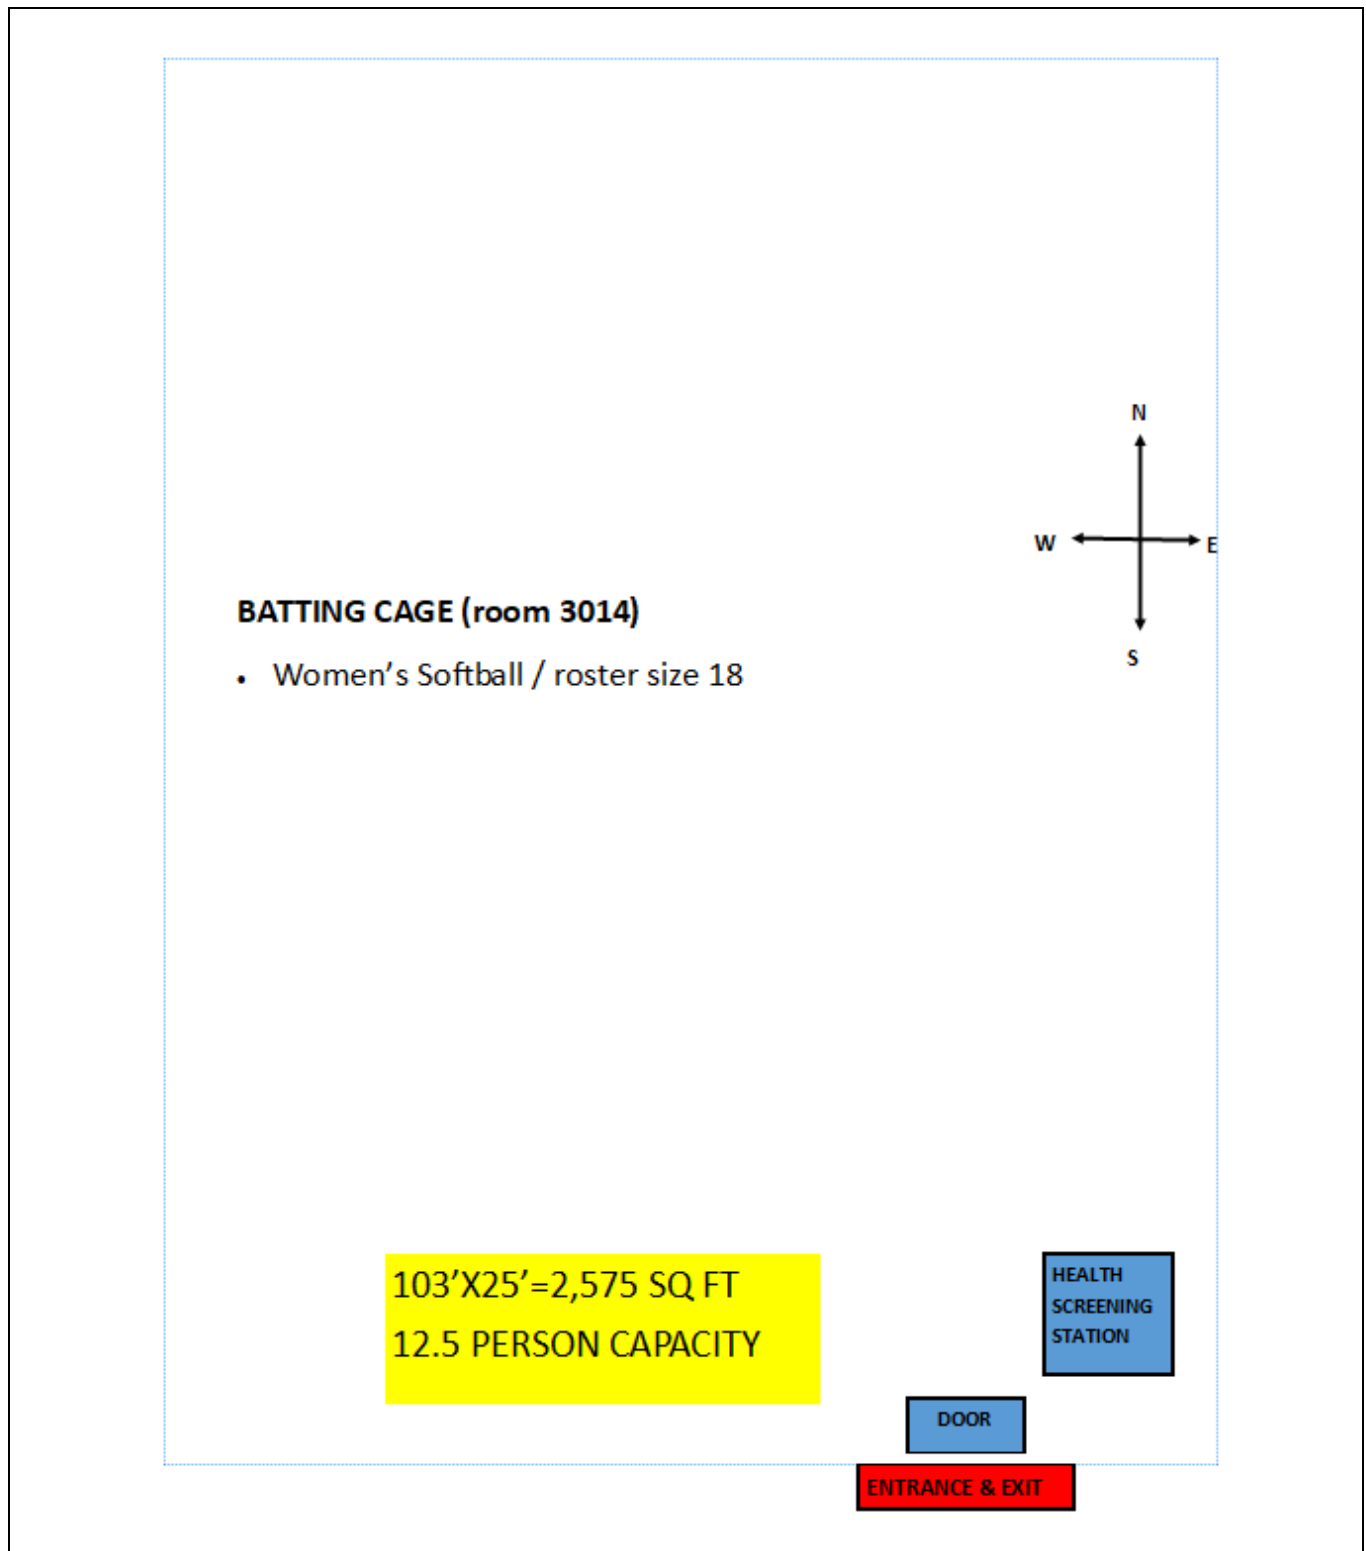 N
W E
S
BATTING CAGE (room 3014)
• Women’s Softball / roster size 18
103’X25’=2,575 SQ FT
12.5 PERSON CAPACITY
HEALTH
SCREENING
STATION
DOOR
ENTRANCE & EXIT